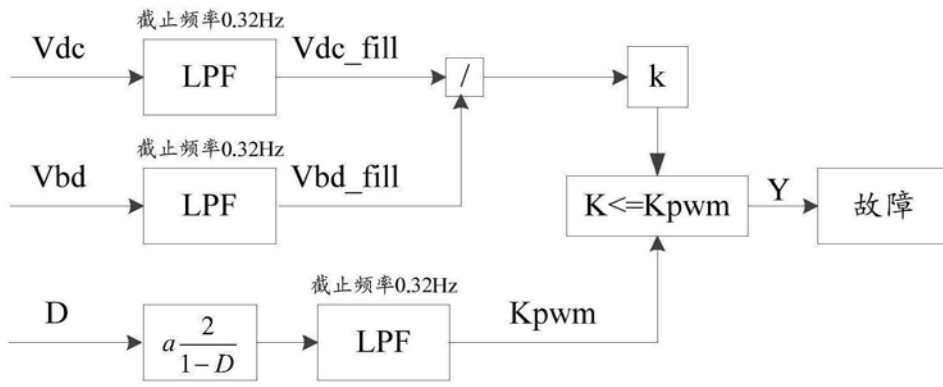 截止频率0.32Hz
Vdc
LPF
Vdc_fill
/
k
截止频率0.32Hz
Vbd
LPF
Vbd_fill
K<=Kpwm
Y
故障
截止频率0.32Hz
D
a 2/(1-D)
LPF
Kpwm